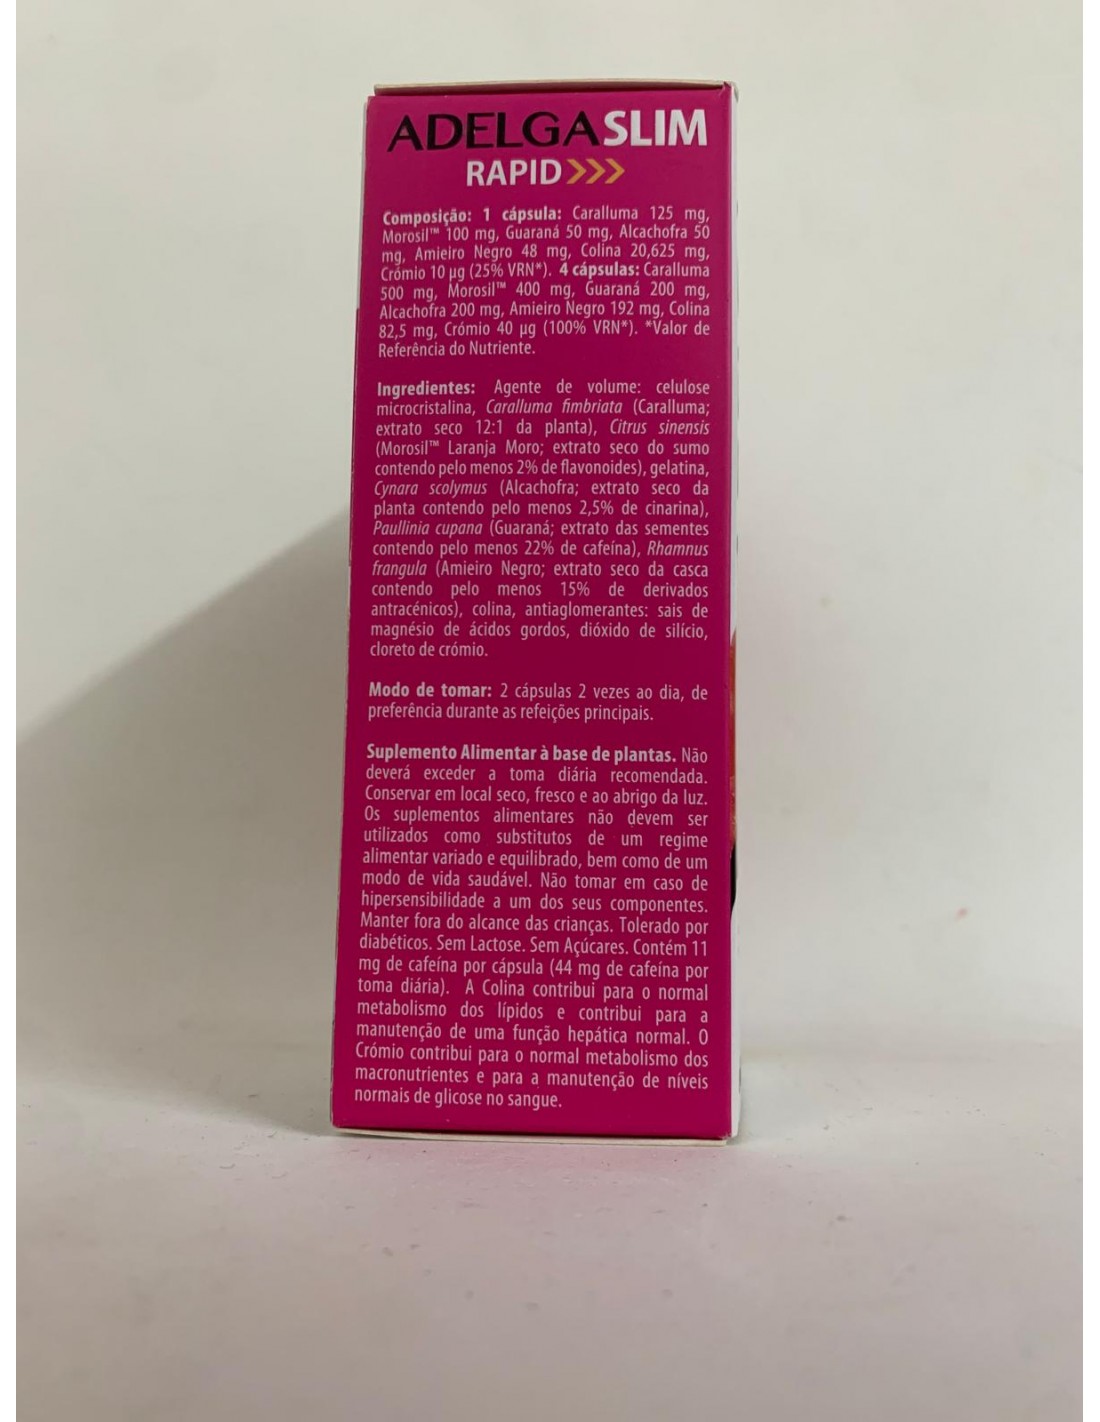 ADELGASLIM
RAPID
Composição: 1 cápsula: Caralluma 125 mg,
Morosil™ 100 mg, Guaraná 50 mg, Alcachofra 50
mg, Amieiro Negro 48 mg, Colina 20,625 mg,
Crómio 10 µg (25% VRN*). 4 cápsulas: Caralluma
500 mg, Morosil™ 400 mg, Guaraná 200 mg,
Alcachofra 200 mg, Amieiro Negro 192 mg, Colina
82,5 mg, Crómio 40 µg (100% VRN*). *Valor de
Referência do Nutriente.
Ingredientes: Agente de volume: celulose
microcristalina, Caralluma fimbriata (Caralluma;
extrato seco 12:1 da planta), Citrus sinensis
(Morosil™ Laranja Moro; extrato seco do sumo
contendo pelo menos 2% de flavonoides), gelatina,
Cynara scolymus (Alcachofra; extrato seco da
planta contendo pelo menos 2,5% de cinarina),
Paullinia cupana (Guaraná; extrato das sementes
contendo pelo menos 22% de cafeína), Rhamnus
frangula (Amieiro Negro; extrato seco da casca
contendo pelo menos 15% de derivados
antracénicos), colina, antiaglomerantes: sais de
magnésio de ácidos gordos, dióxido de silício,
cloreto de crómio.
Modo de tomar: 2 cápsulas 2 vezes ao dia, de
preferência durante as refeições principais.
Suplemento Alimentar à base de plantas. Não
deverá exceder a toma diária recomendada.
Conservar em local seco, fresco e ao abrigo da luz.
Os suplementos alimentares não devem ser
utilizados como substitutos de um regime
alimentar variado e equilibrado, bem como de um
modo de vida saudável. Não tomar em caso de
hipersensibilidade a um dos seus componentes.
Manter fora do alcance das crianças. Tolerado por
diabéticos. Sem Lactose. Sem Açúcares. Contém 11
mg de cafeína por cápsula (44 mg de cafeína por
toma diária). A Colina contribui para o normal
metabolismo dos lípidos e contribui para a
manutenção de uma função hepática normal. O
Crómio contribui para o normal metabolismo dos
macronutrientes e para a manutenção de níveis
normais de glicose no sangue.